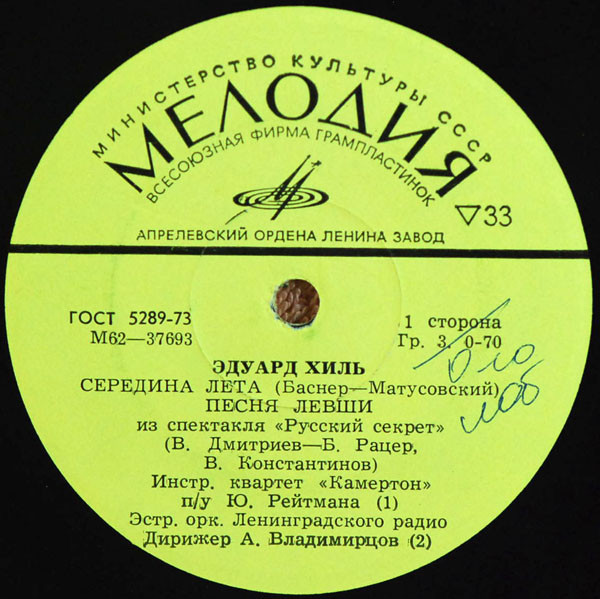 МИНИСТЕРСТВО КУЛЬТУРЫ СССР
МЕЛОДИЯ
ВСЕСОЮЗНАЯ ФИРМА ГРАМПЛАСТИНОК
33
АПРЕЛЕВСКИЙ ОРДЕНА ЛЕНИНА ЗАВОД
ГОСТ 5289-73
М62—37693
1 сторона
Гр. 3. 0-70
ЭДУАРД ХИЛЬ
СЕРЕДИНА ЛЕТА (Баснер—Матусовский)
ПЕСНЯ ЛЕВШИ
из спектакля «Русский секрет»
(В. Дмитриев—Б. Рацер,
В. Константинов)
Инстр. квартет «Камертон»
п/у Ю. Рейтмана (1)
Эстр. орк. Ленинградского радио
Дирижер А. Владимирцов (2)